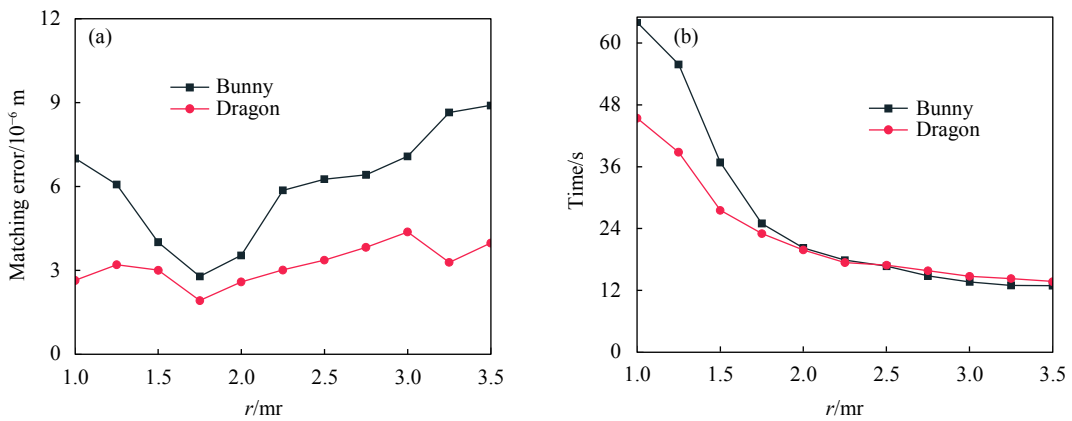 (a)
Bunny
Dragon
Matching error/10⁻⁶ m
12
9
6
3
0
1.0 1.5 2.0 2.5 3.0 3.5
r/mr
(b)
Bunny
Dragon
Time/s
60
48
36
24
12
0
1.0 1.5 2.0 2.5 3.0 3.5
r/mr